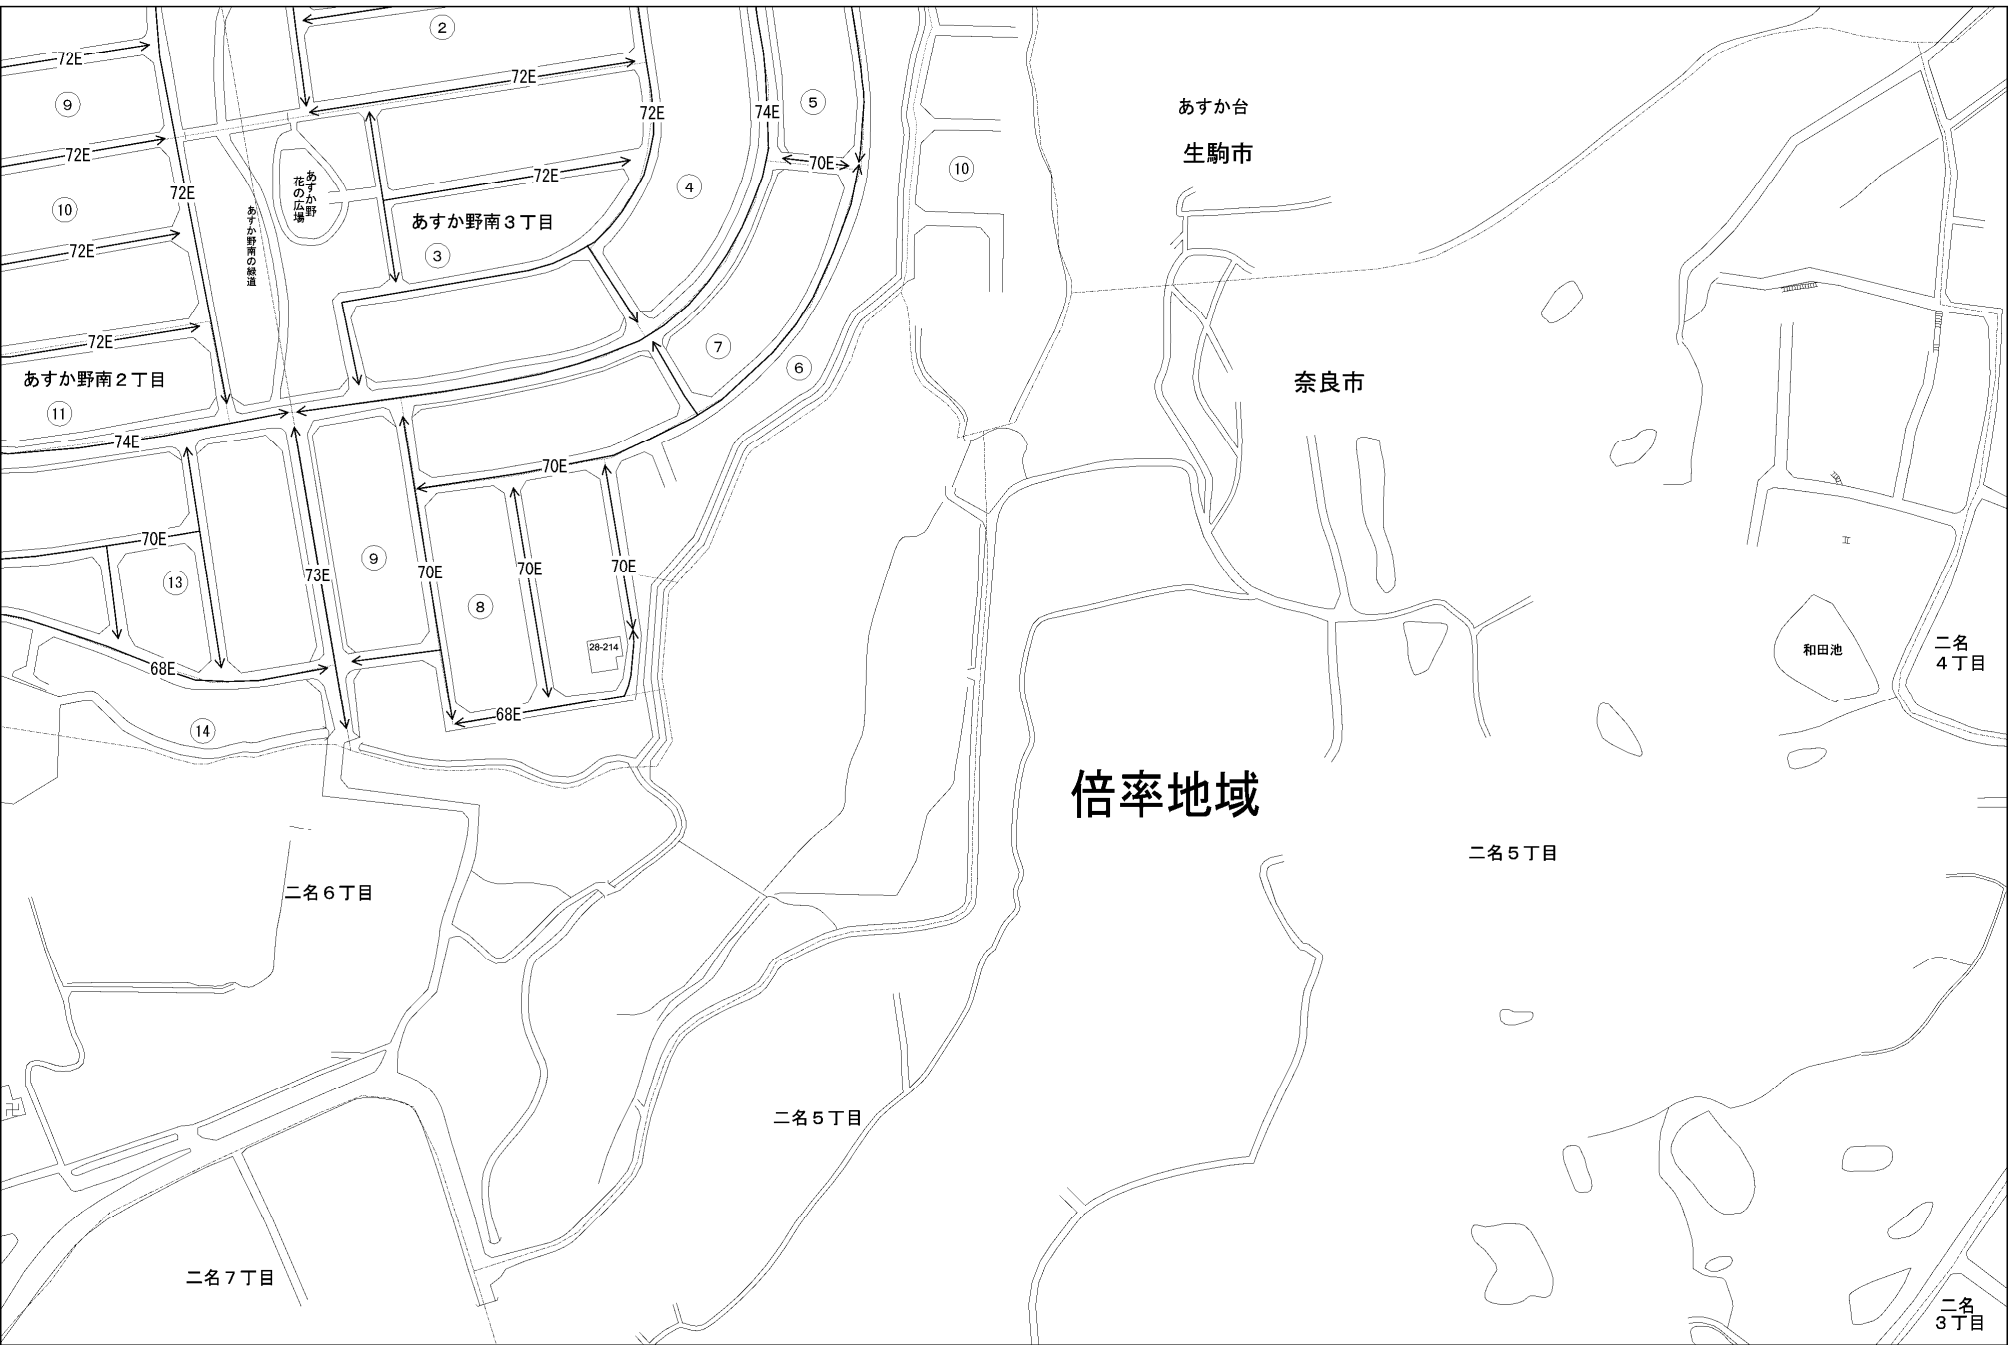 ②
72E
72E
⑨
72E
74E
⑤
あすか台
生駒市
72E
72E
72E
70E
⑩
72E
④
⑩
あすか野
花の広場
あすか野南の緑道
あすか野南３丁目
③
72E
72E
⑦
⑥
あすか野南２丁目
⑪
奈良市
74E
70E
70E
73E
⑨
70E
70E
70E
⑬
⑧
28-214
68E
68E
⑭
和田池
二名
４丁目
倍率地域
二名５丁目
二名６丁目
二名５丁目
二名７丁目
二名
３丁目